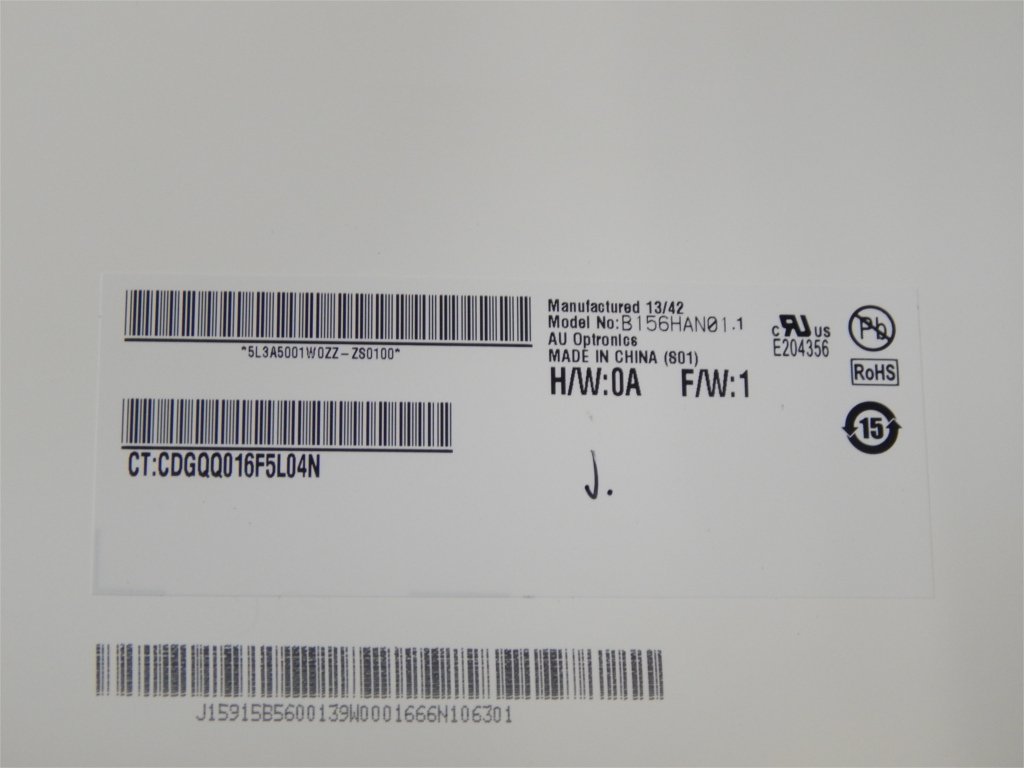 Manufactured 13/42
Model No:B156HAN01.1
AU Optronics
MADE IN CHINA (S01)
H/W:0A F/W:1
c RU US
E204356
Pb
RoHS
15
*5L3A5001W0ZZ-ZS0100*
CT:CDGQQ016F5L04N
J.
J15915B5600139W0001666N106301